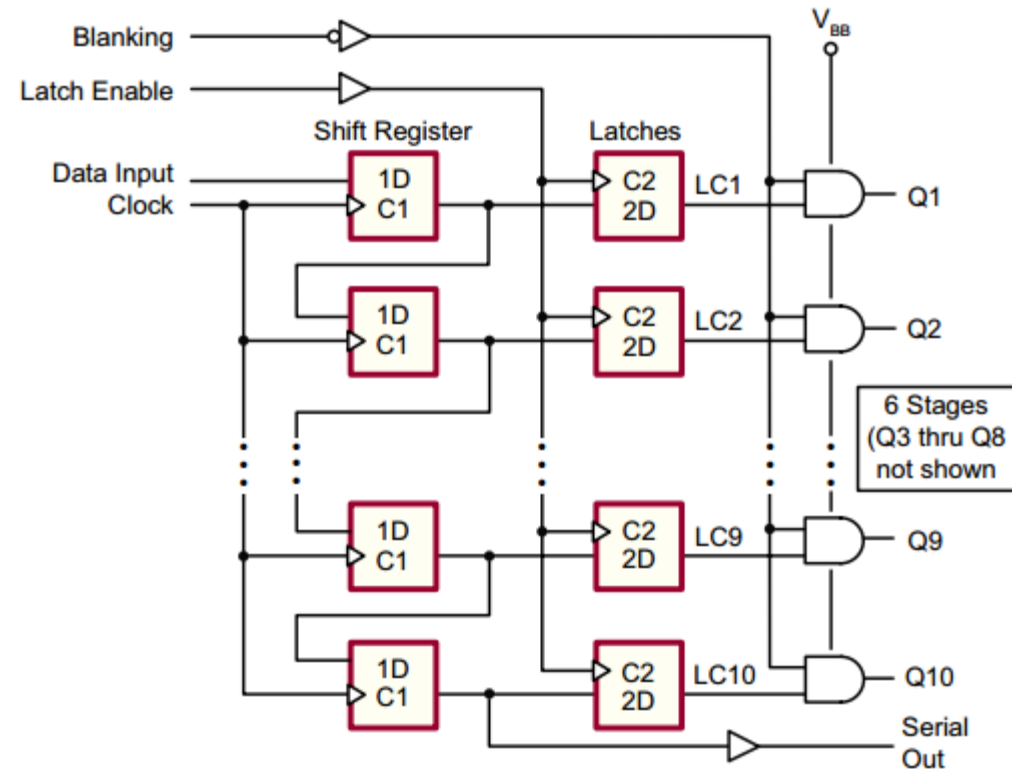 Blanking
V_BB
Latch Enable
Shift Register
Latches
Data Input
Clock
1D
C1
C2
2D
LC1
Q1
1D
C1
C2
2D
LC2
Q2
6 Stages
(Q3 thru Q8
not shown
1D
C1
C2
2D
LC9
Q9
1D
C1
C2
2D
LC10
Q10
Serial
Out